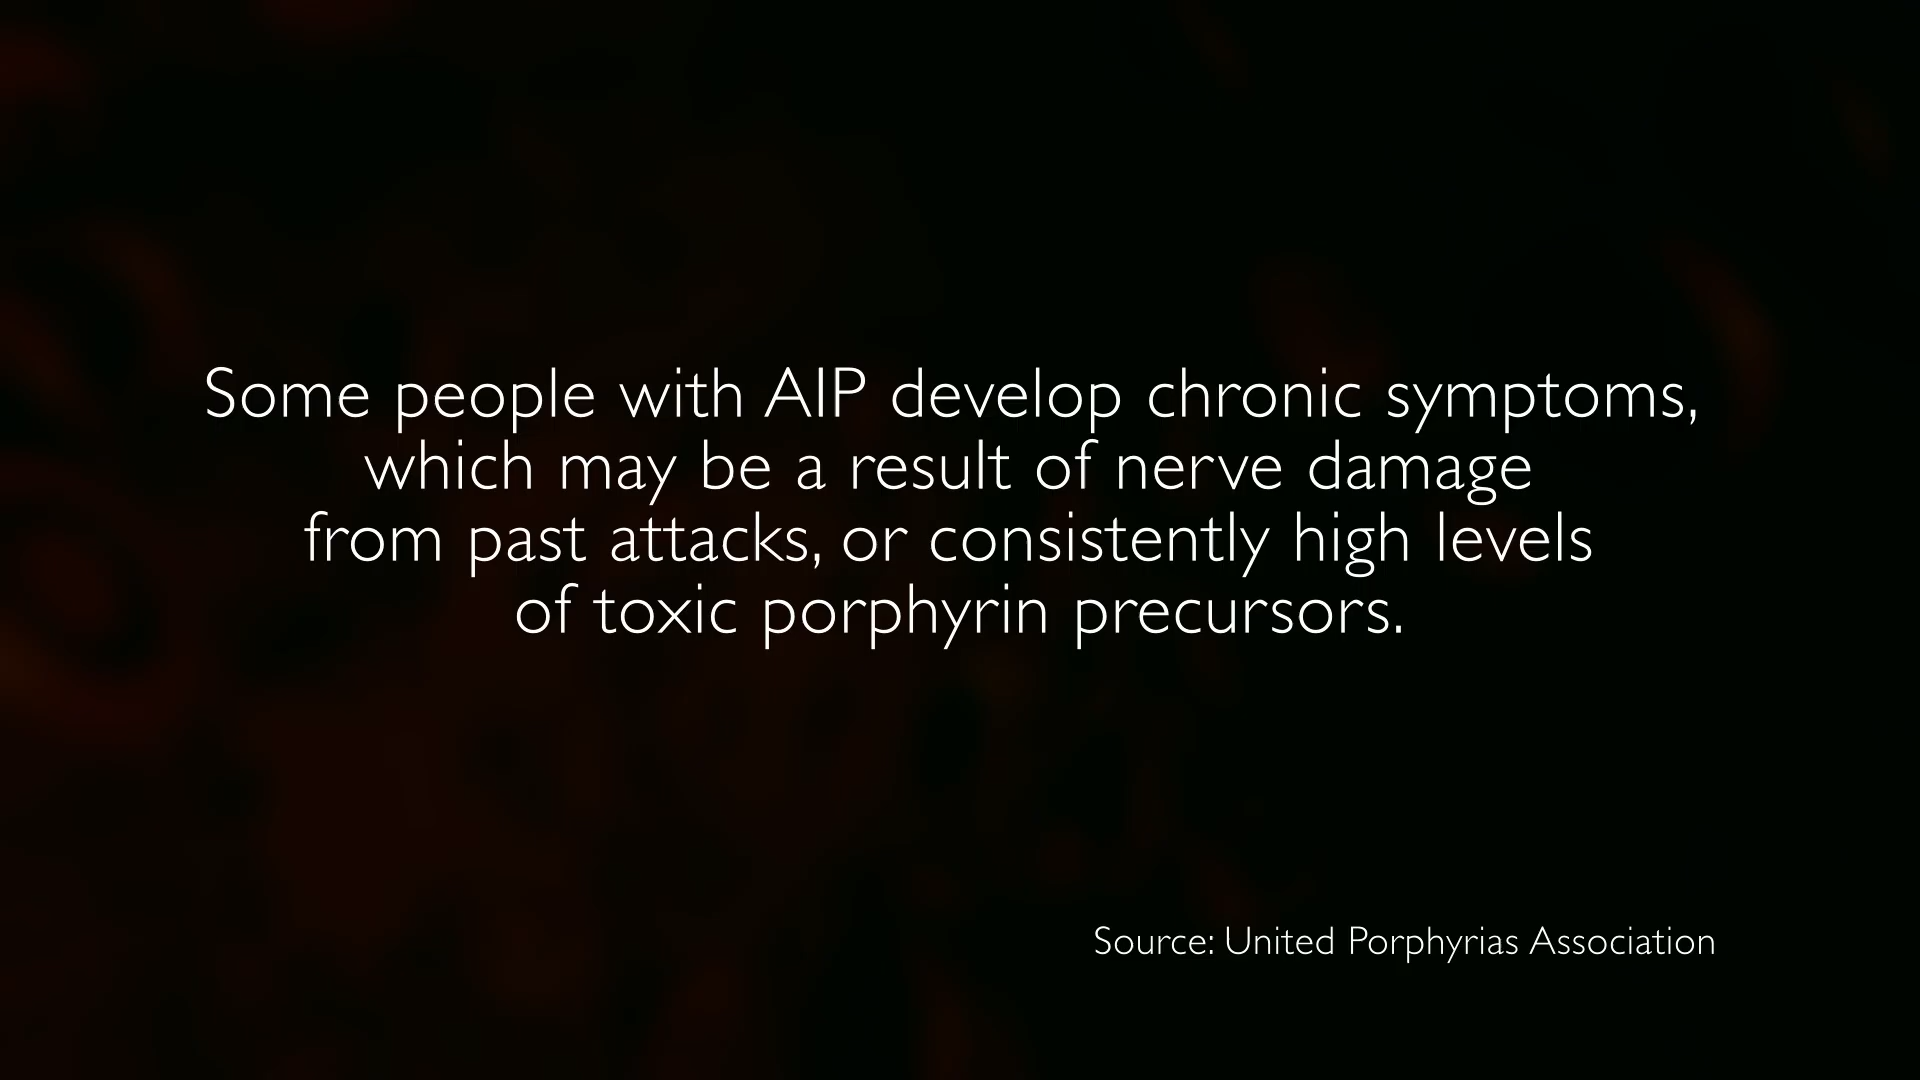 Some people with AIP develop chronic symptoms,
which may be a result of nerve damage
from past attacks, or consistently high levels
of toxic porphyrin precursors.
Source: United Porphyrias Association